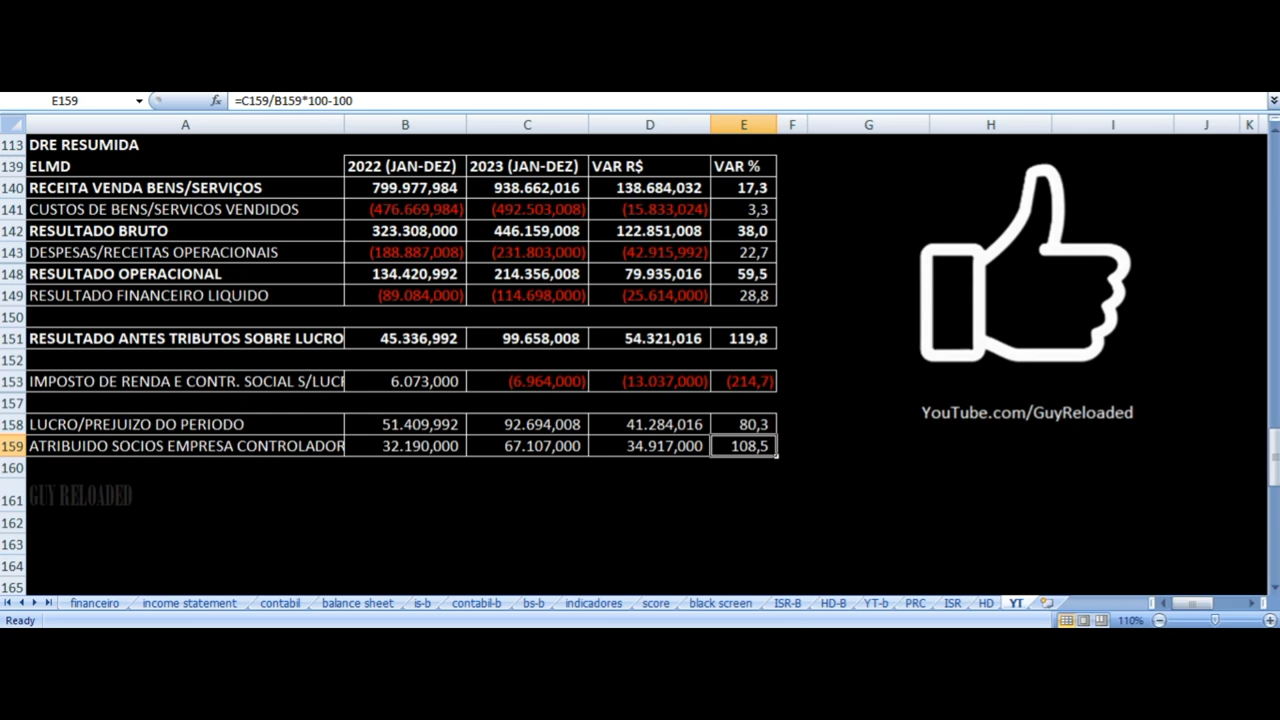 E159 fx =C159/B159*100-100
A B C D E F G H I J K
113 DRE RESUMIDA
139 ELMD 2022 (JAN-DEZ) 2023 (JAN-DEZ) VAR R$ VAR %
140 RECEITA VENDA BENS/SERVIÇOS 799.977,984 938.662,016 138.684,032 17,3
141 CUSTOS DE BENS/SERVICOS VENDIDOS (476.669,984) (492.503,008) (15.833,024) 3,3
142 RESULTADO BRUTO 323.308,000 446.159,008 122.851,008 38,0
143 DESPESAS/RECEITAS OPERACIONAIS (188.887,008) (231.803,000) (42.915,992) 22,7
148 RESULTADO OPERACIONAL 134.420,992 214.356,008 79.935,016 59,5
149 RESULTADO FINANCEIRO LIQUIDO (89.084,000) (114.698,000) (25.614,000) 28,8
150
151 RESULTADO ANTES TRIBUTOS SOBRE LUCRO 45.336,992 99.658,008 54.321,016 119,8
152
153 IMPOSTO DE RENDA E CONTR. SOCIAL S/LUCR 6.073,000 (6.964,000) (13.037,000) (214,7)
157
158 LUCRO/PREJUIZO DO PERIODO 51.409,992 92.694,008 41.284,016 80,3
159 ATRIBUIDO SOCIOS EMPRESA CONTROLADOR 32.190,000 67.107,000 34.917,000 108,5
160
161 GUY RELOADED
162
163
164
165
YouTube.com/GuyReloaded
financeiro income statement contabil balance sheet is-b contabil-b bs-b indicadores score black screen ISR-B HD-B YT-b PRC ISR HD YT
Ready 110%